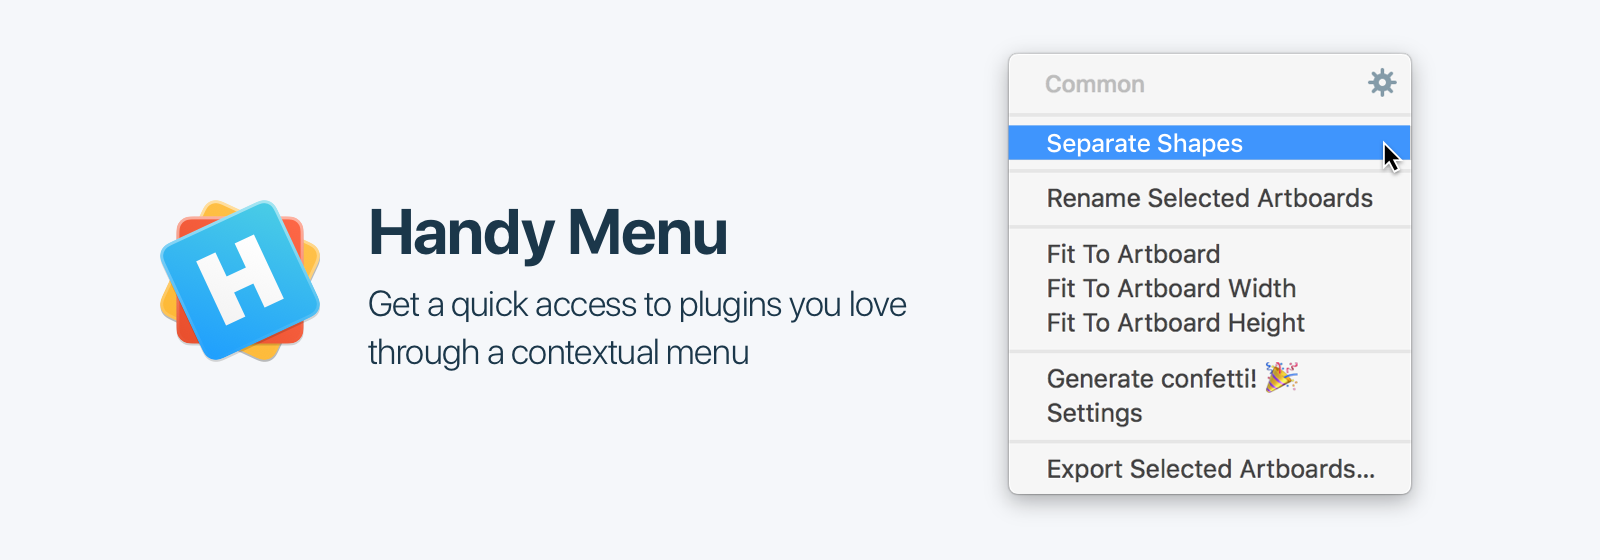 H
Handy Menu
Get a quick access to plugins you love
through a contextual menu
Common
Separate Shapes
Rename Selected Artboards
Fit To Artboard
Fit To Artboard Width
Fit To Artboard Height
Generate confetti! 🎉
Settings
Export Selected Artboards...